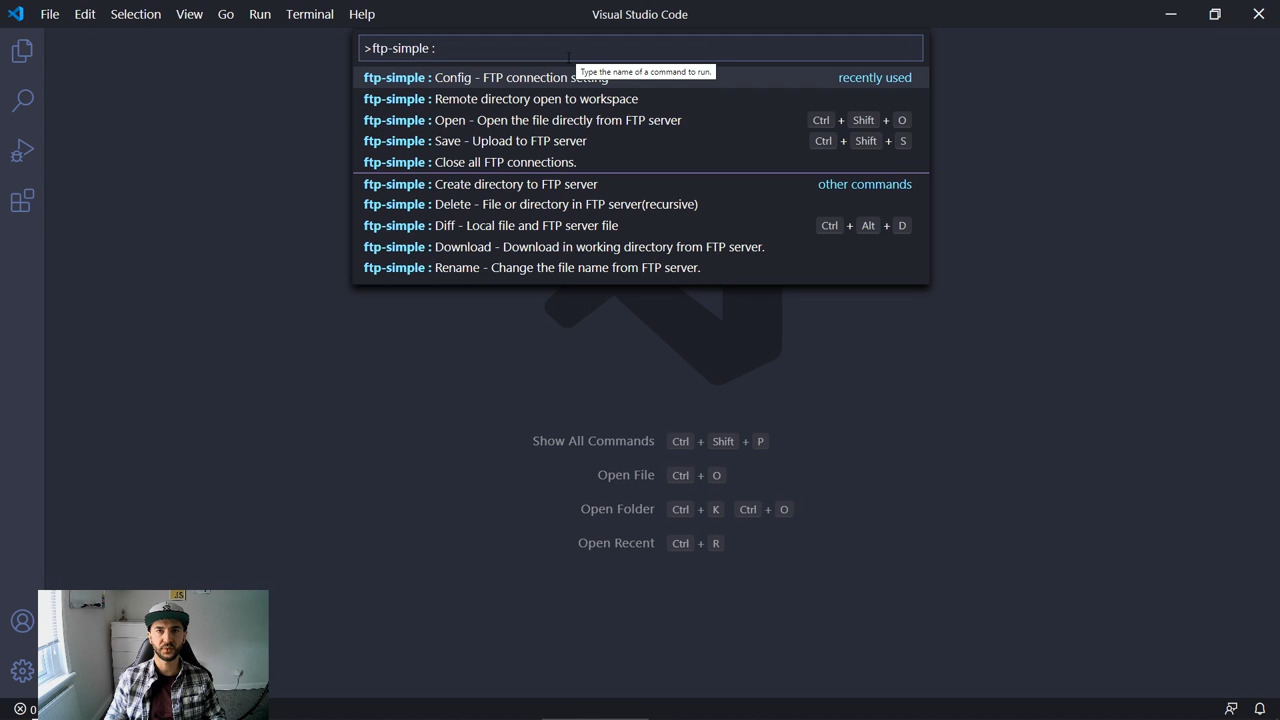 File Edit Selection View Go Run Terminal Help
Visual Studio Code
>ftp-simple :
Type the name of a command to run.
ftp-simple : Config - FTP connection setting recently used
ftp-simple : Remote directory open to workspace
ftp-simple : Open - Open the file directly from FTP server Ctrl + Shift + O
ftp-simple : Save - Upload to FTP server Ctrl + Shift + S
ftp-simple : Close all FTP connections.
ftp-simple : Create directory to FTP server other commands
ftp-simple : Delete - File or directory in FTP server(recursive)
ftp-simple : Diff - Local file and FTP server file Ctrl + Alt + D
ftp-simple : Download - Download in working directory from FTP server.
ftp-simple : Rename - Change the file name from FTP server.
Show All Commands Ctrl + Shift + P
Open File Ctrl + O
Open Folder Ctrl + K Ctrl + O
Open Recent Ctrl + R
JS
0